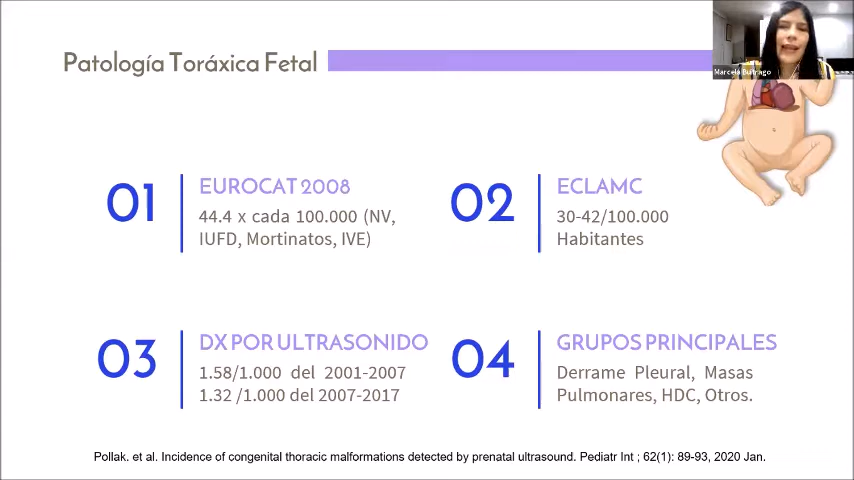 Patología Toráxica Fetal
Marcela Buitrago
01
EUROCAT 2008
44.4 x cada 100.000 (NV,
IUFD, Mortinatos, IVE)
02
ECLAMC
30-42/100.000
Habitantes
03
DX POR ULTRASONIDO
1.58/1.000 del 2001-2007
1.32 /1.000 del 2007-2017
04
GRUPOS PRINCIPALES
Derrame Pleural, Masas
Pulmonares, HDC, Otros.
Pollak. et al. Incidence of congenital thoracic malformations detected by prenatal ultrasound. Pediatr Int ; 62(1): 89-93, 2020 Jan.